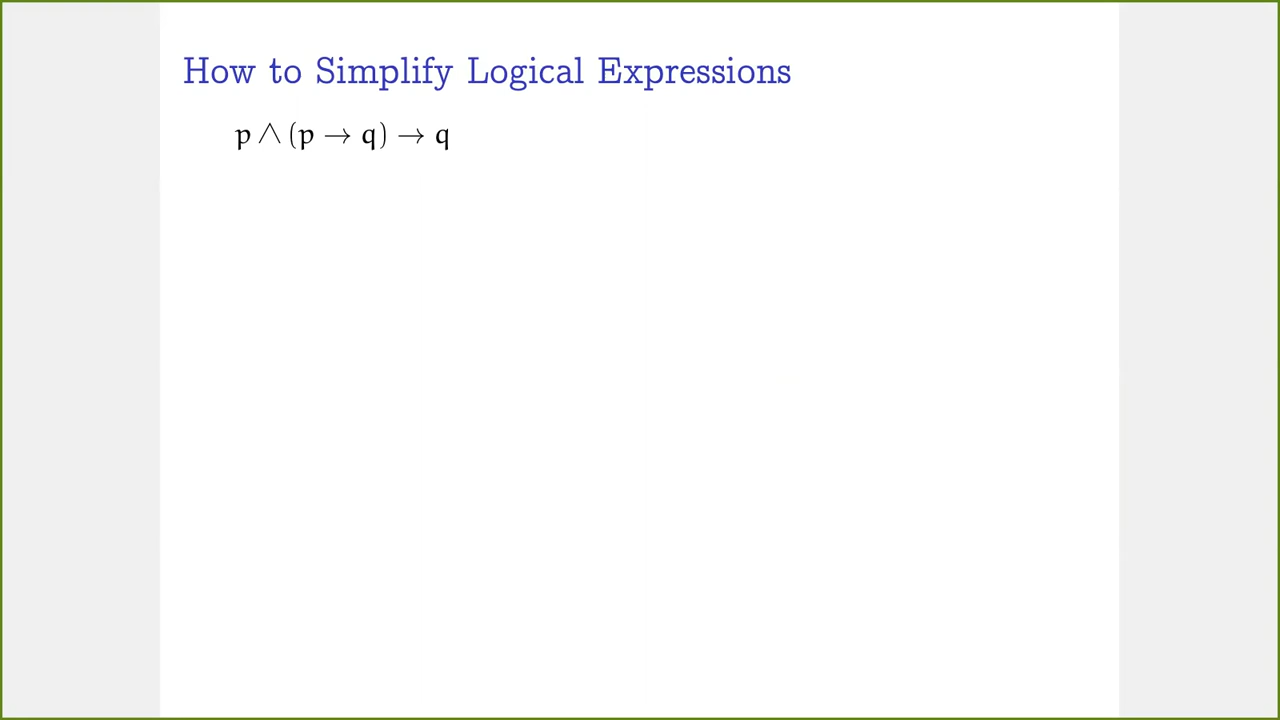 How to Simplify Logical Expressions
p ∧ (p → q) → q